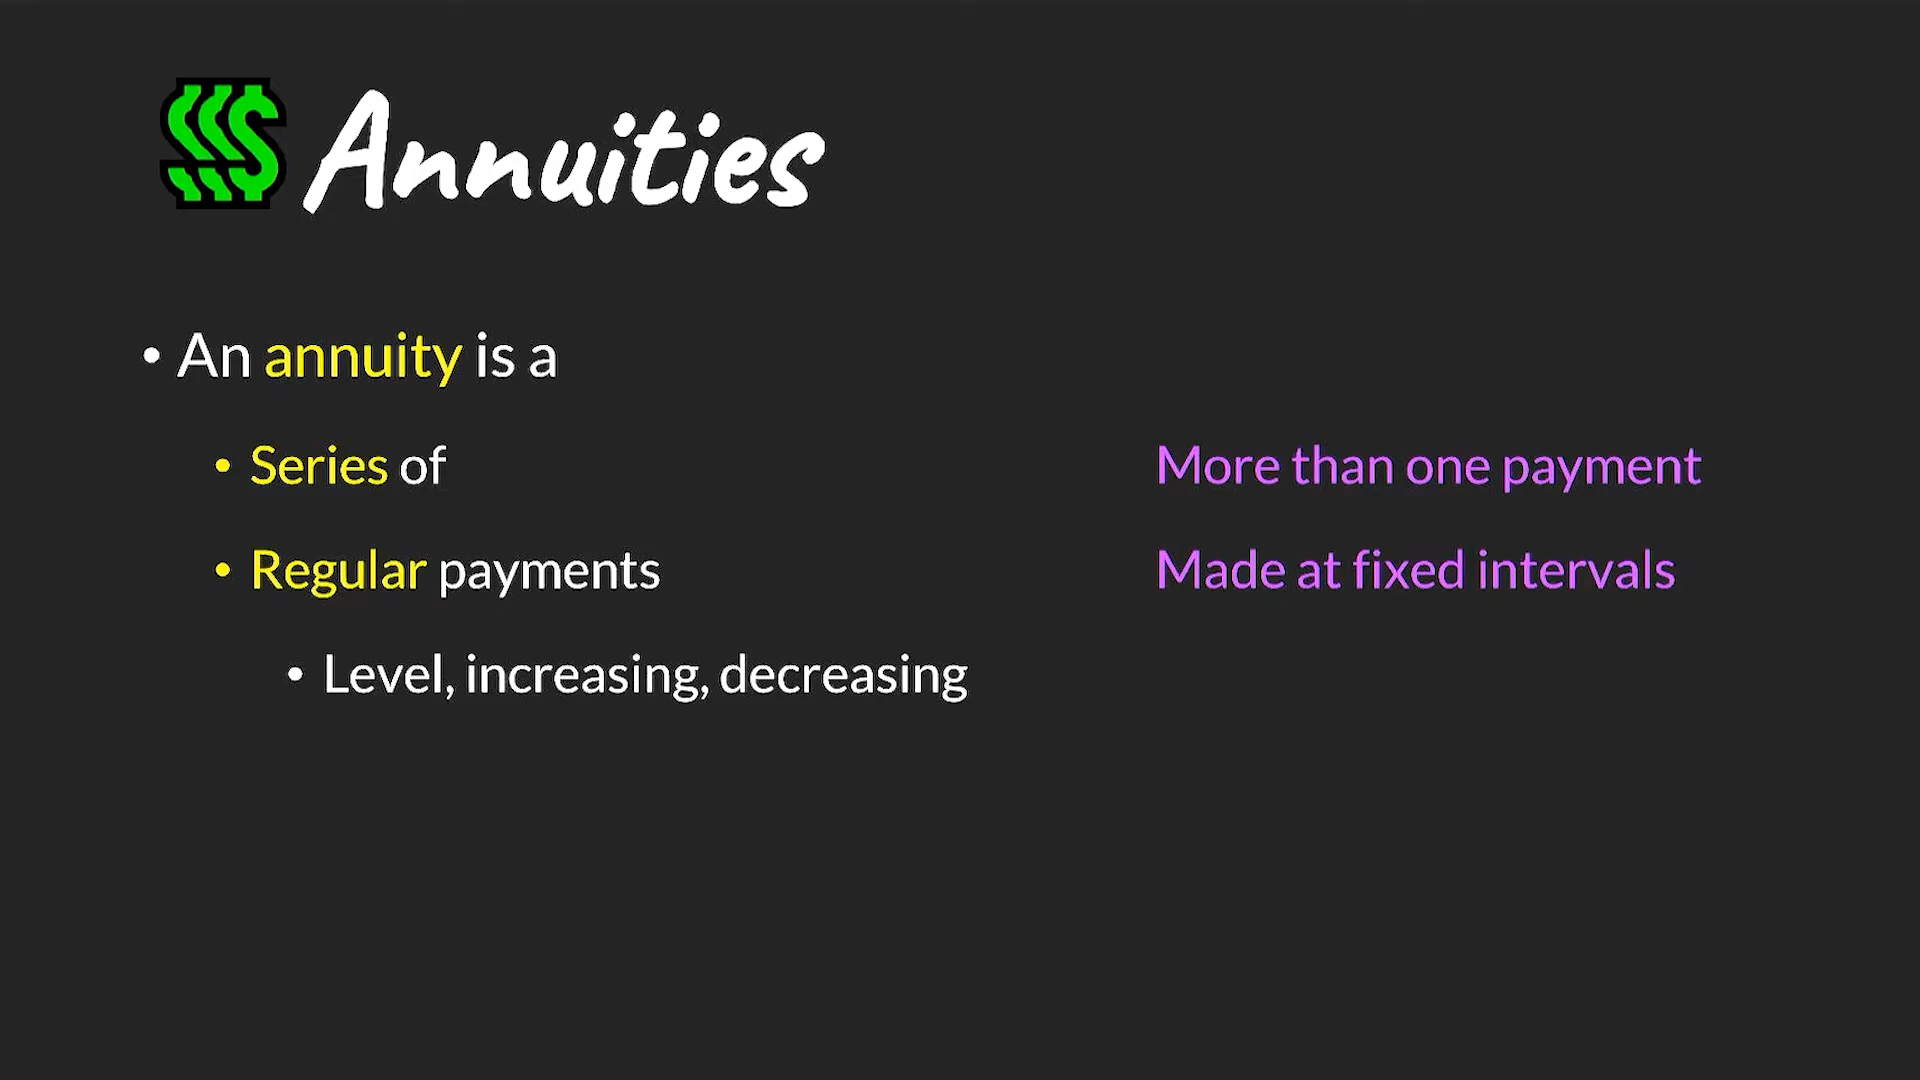 $$$ Annuities
• An annuity is a
• Series of More than one payment
• Regular payments Made at fixed intervals
• Level, increasing, decreasing